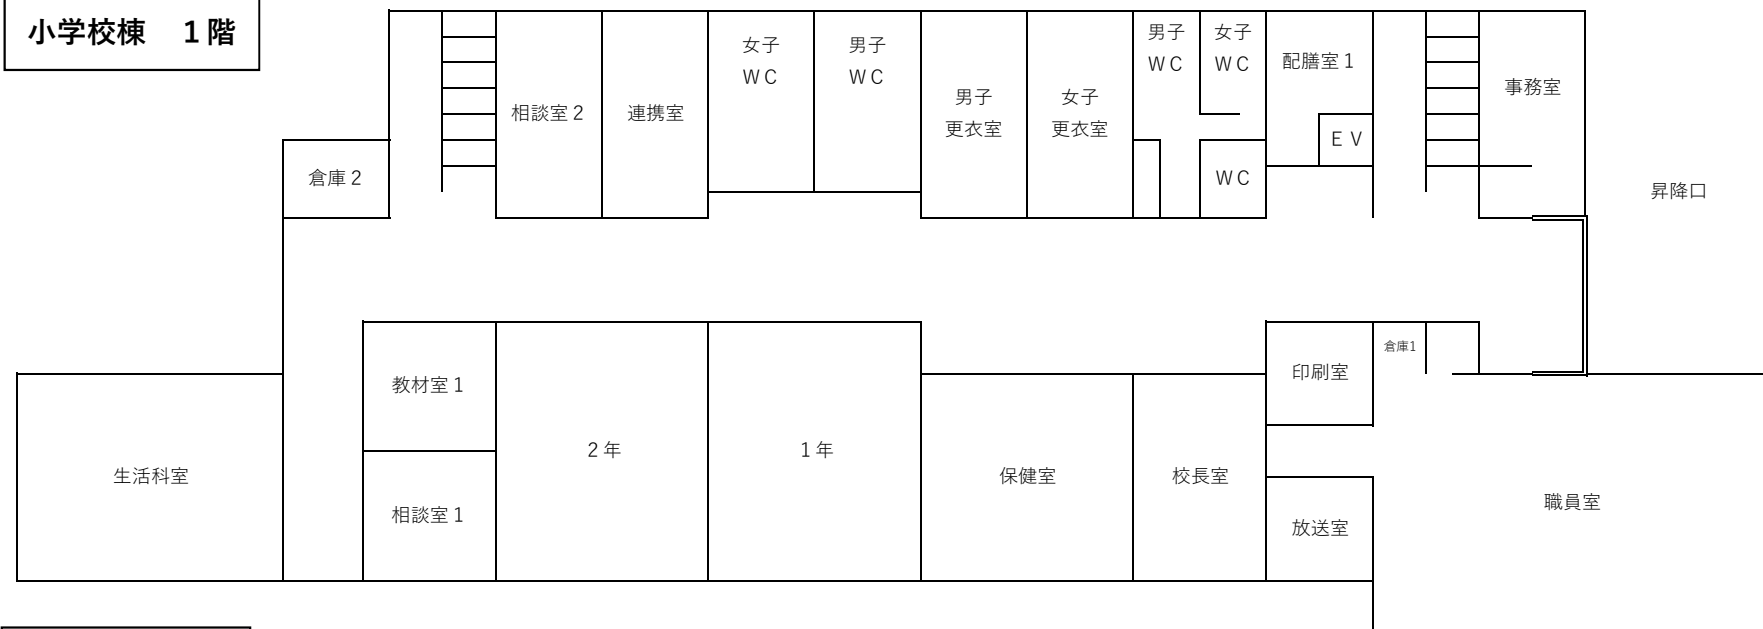 小学校棟　１階
女子
ＷＣ
男子
ＷＣ
男子
ＷＣ
女子
ＷＣ
配膳室１
事務室
相談室２
連携室
男子
更衣室
女子
更衣室
ＥＶ
倉庫２
ＷＣ
昇降口
教材室１
印刷室
倉庫1
２年
１年
生活科室
保健室
校長室
相談室１
放送室
職員室